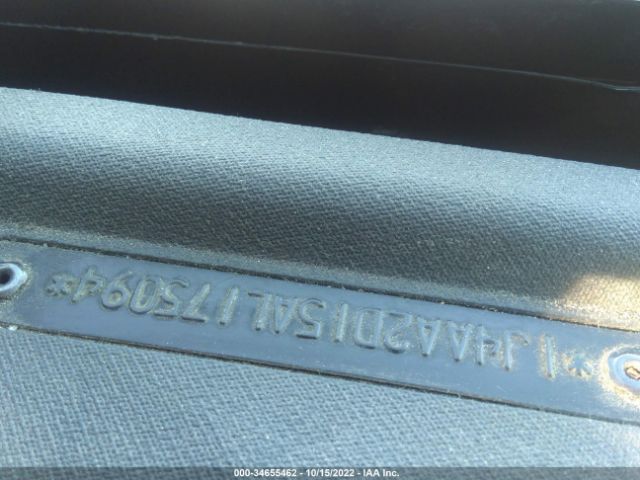 *1J4AA2D15AL175094*
000-34655462 - 10/15/2022 - IAA Inc.